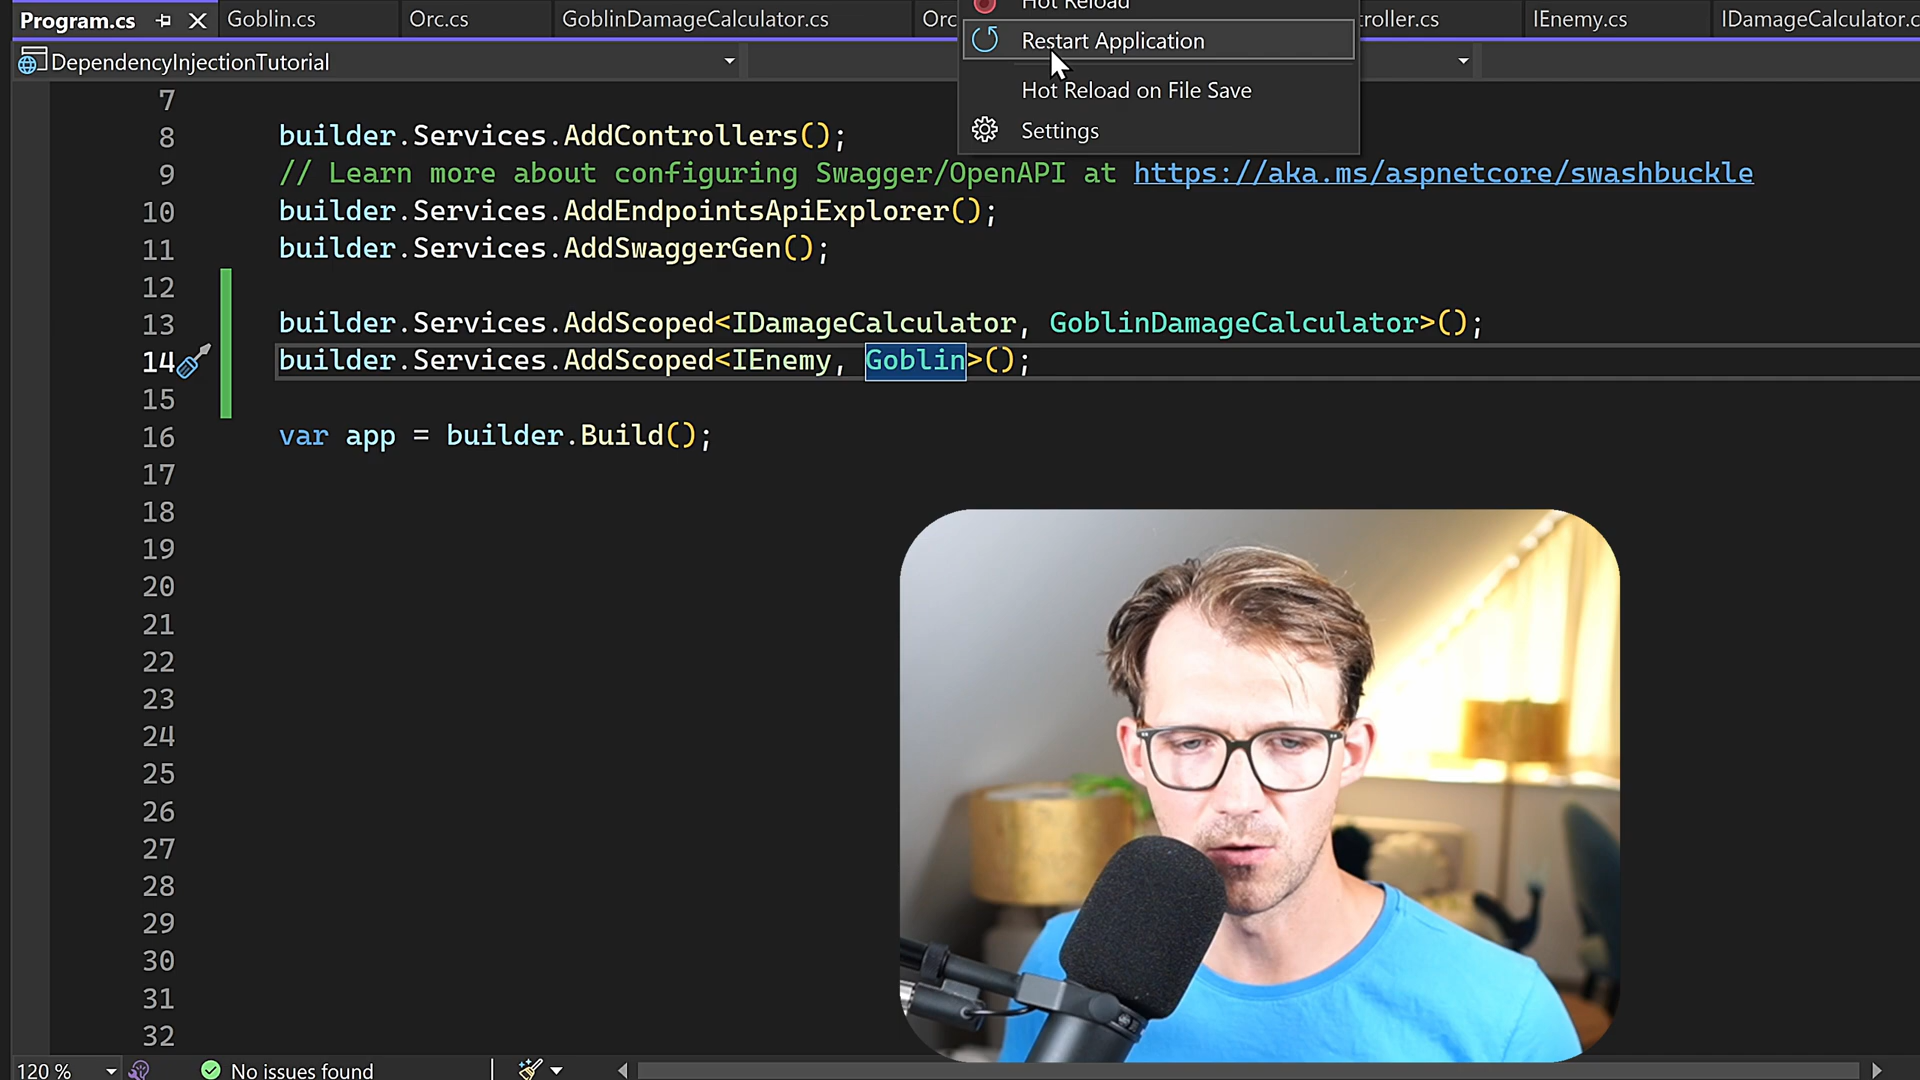 Program.cs
Goblin.cs
Orc.cs
GoblinDamageCalculator.cs
Orc
Hot Reload
Restart Application
Hot Reload on File Save
Settings
roller.cs
IEnemy.cs
IDamageCalculator.c
DependencyInjectionTutorial
7
8 builder.Services.AddControllers();
9 // Learn more about configuring Swagger/OpenAPI at https://aka.ms/aspnetcore/swashbuckle
10 builder.Services.AddEndpointsApiExplorer();
11 builder.Services.AddSwaggerGen();
12
13 builder.Services.AddScoped<IDamageCalculator, GoblinDamageCalculator>();
14 builder.Services.AddScoped<IEnemy, Goblin>();
15
16 var app = builder.Build();
17
18
19
20
21
22
23
24
25
26
27
28
29
30
31
32
120 %
No issues found